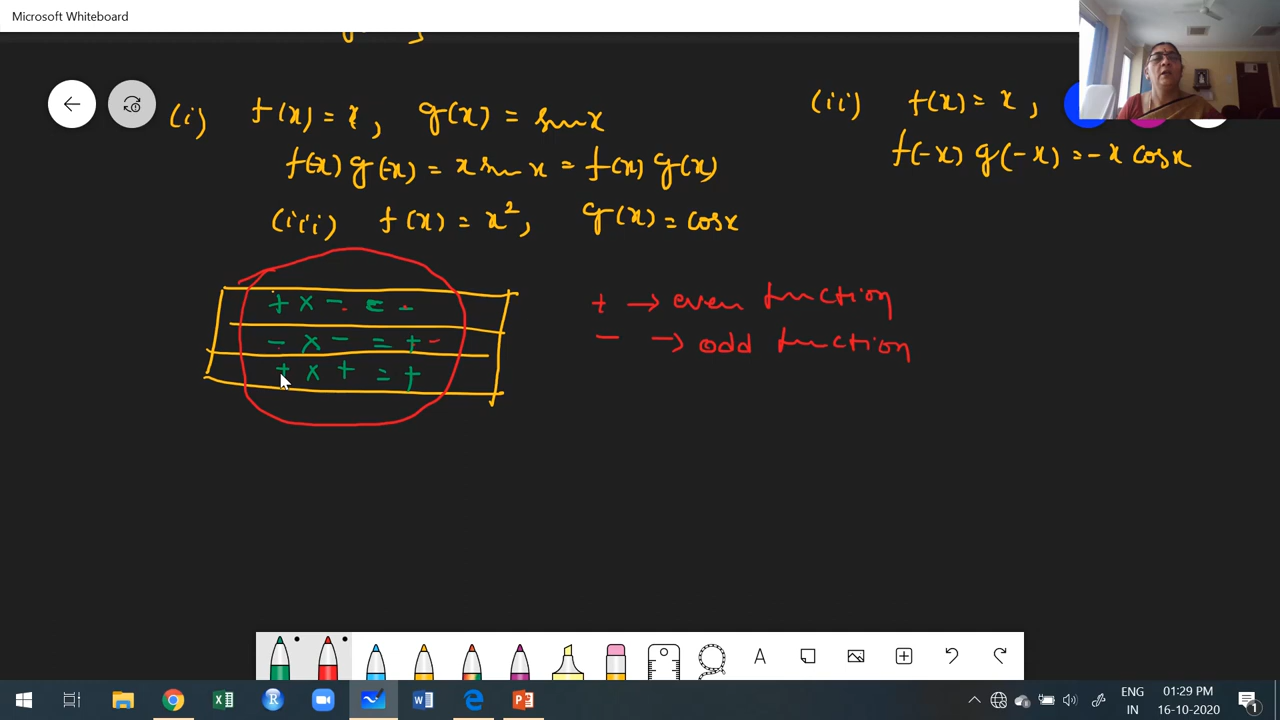 Microsoft Whiteboard
(i) f(x) = x, g(x) = sin x
f(-x) g(-x) = x sin x = f(x) g(x)
(ii) f(x) = x,
f(-x) g(-x) = -x cos x
(iii) f(x) = x², g(x) = cos x
+ x - = -
- x - = + -
+ x + = +
+ → even function
- → odd function
A
ENG
IN
01:29 PM
16-10-2020
1